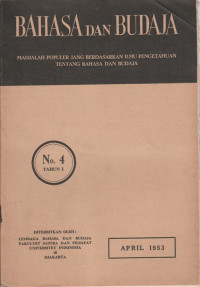 BAHASA DAN BUDAJA
MADJALAH POPULER JANG BERDASARKAN ILMU PENGETAHUAN
TENTANG BAHASA DAN BUDAJA
No. 4
TAHUN I
DITERBITKAN OLEH:
LEMBAGA BAHASA DAN BUDAJA
FAKULTET SASTRA DAN FILSAFAT
UNIVERSITET INDONESIA
DJAKARTA
APRIL 1953